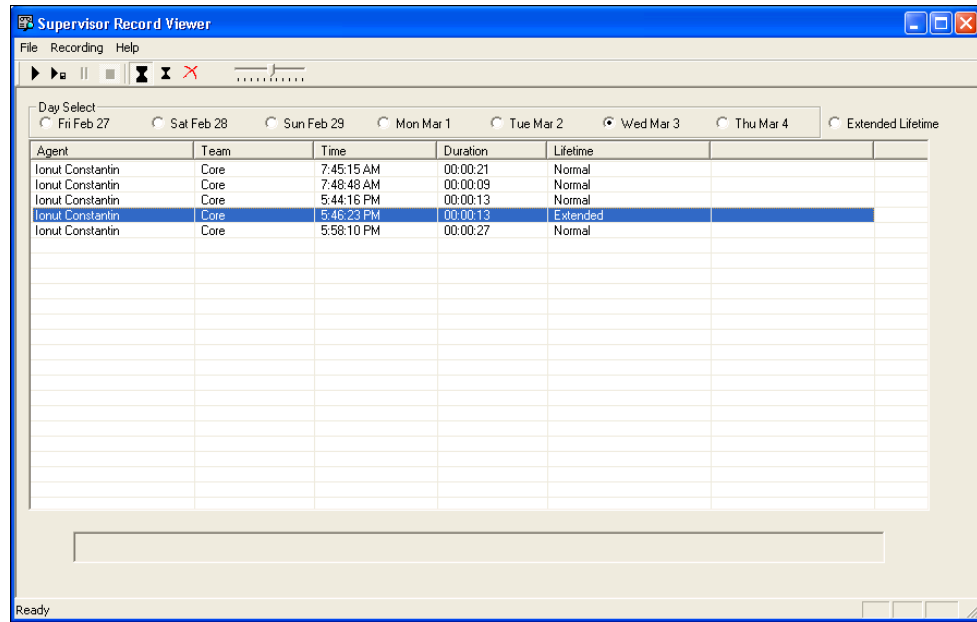 Supervisor Record Viewer
File Recording Help
Day Select
Fri Feb 27 Sat Feb 28 Sun Feb 29 Mon Mar 1 Tue Mar 2 Wed Mar 3 Thu Mar 4 Extended Lifetime
Agent Team Time Duration Lifetime
Ionut Constantin Core 7:45:15 AM 00:00:21 Normal
Ionut Constantin Core 7:48:48 AM 00:00:09 Normal
Ionut Constantin Core 5:44:16 PM 00:00:13 Normal
Ionut Constantin Core 5:46:23 PM 00:00:13 Extended
Ionut Constantin Core 5:58:10 PM 00:00:27 Normal
Ready